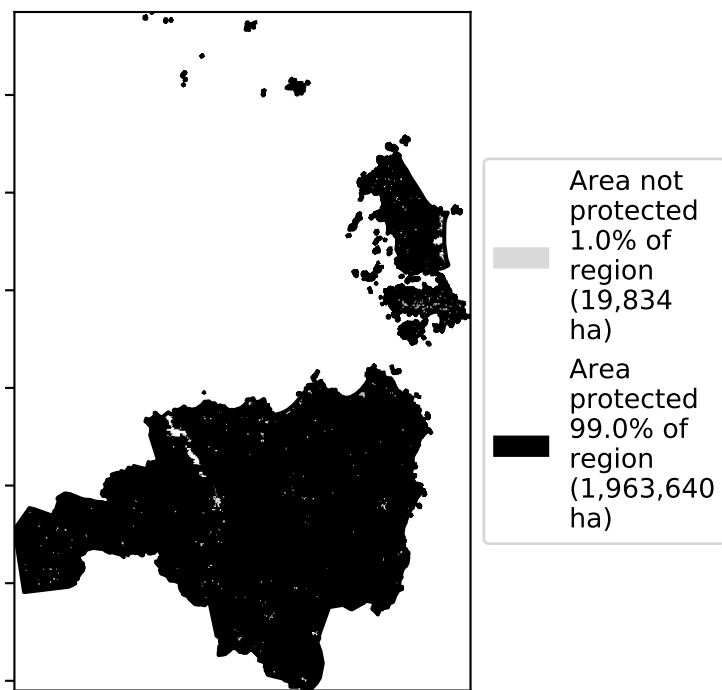 Area not
protected
1.0% of
region
(19,834
ha)
Area
protected
99.0% of
region
(1,963,640
ha)